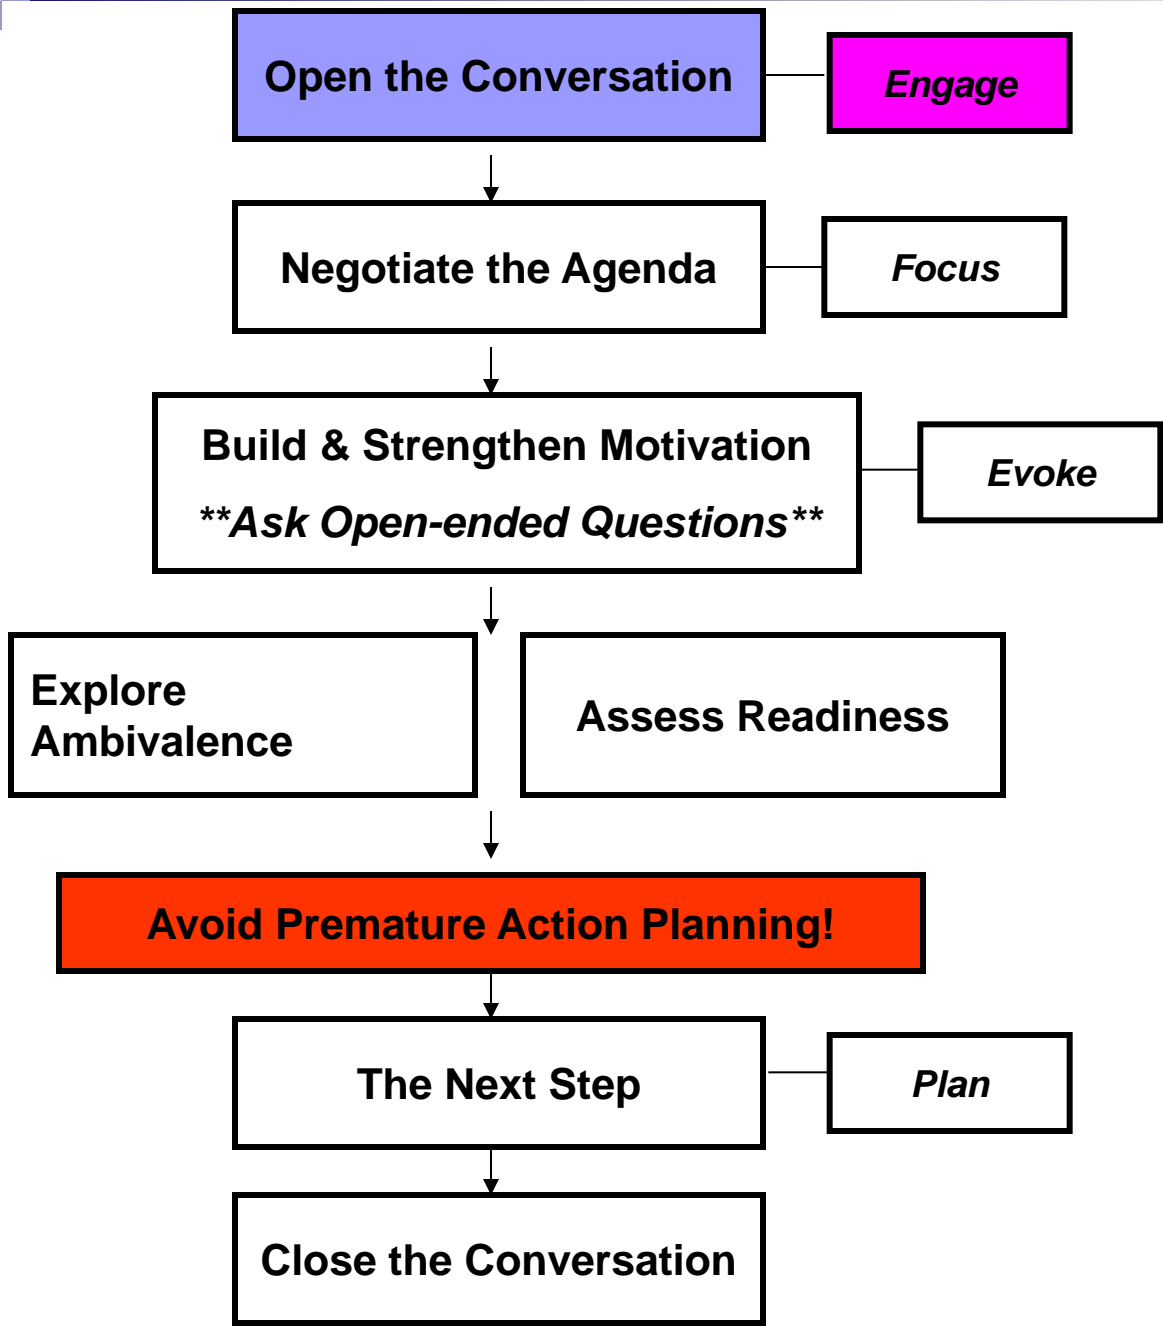 Open the Conversation
Engage
Negotiate the Agenda
Focus
Build & Strengthen Motivation
**Ask Open-ended Questions**
Evoke
Explore
Ambivalence
Assess Readiness
Avoid Premature Action Planning!
The Next Step
Plan
Close the Conversation